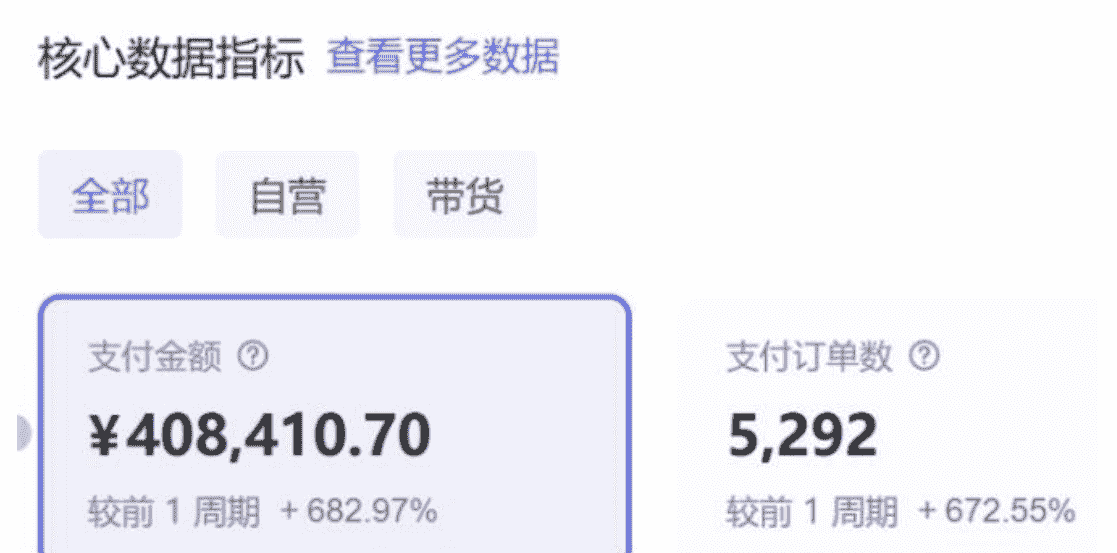 核心数据指标 查看更多数据
全部 自营 带货
支付金额 ? 支付订单数 ?
¥408,410.70 5,292
较前 1 周期 +682.97% 较前 1 周期 +672.55%